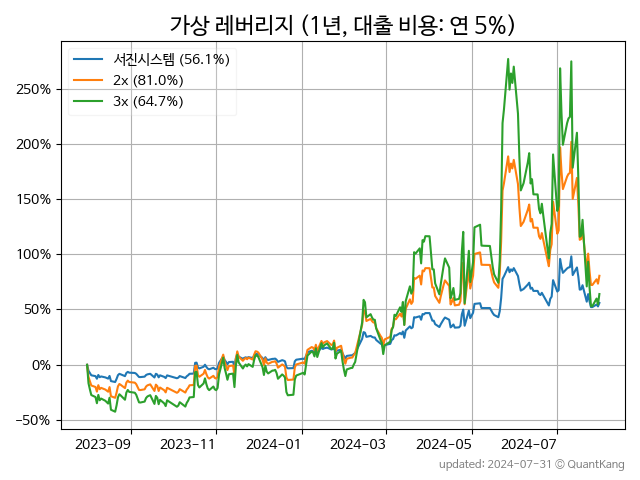 가상 레버리지 (1년, 대출 비용: 연 5%)
서진시스템 (56.1%)
2x (81.0%)
3x (64.7%)
250%
200%
150%
100%
50%
0%
−50%
2023-09
2023-11
2024-01
2024-03
2024-05
2024-07
updated: 2024-07-31 © QuantKang